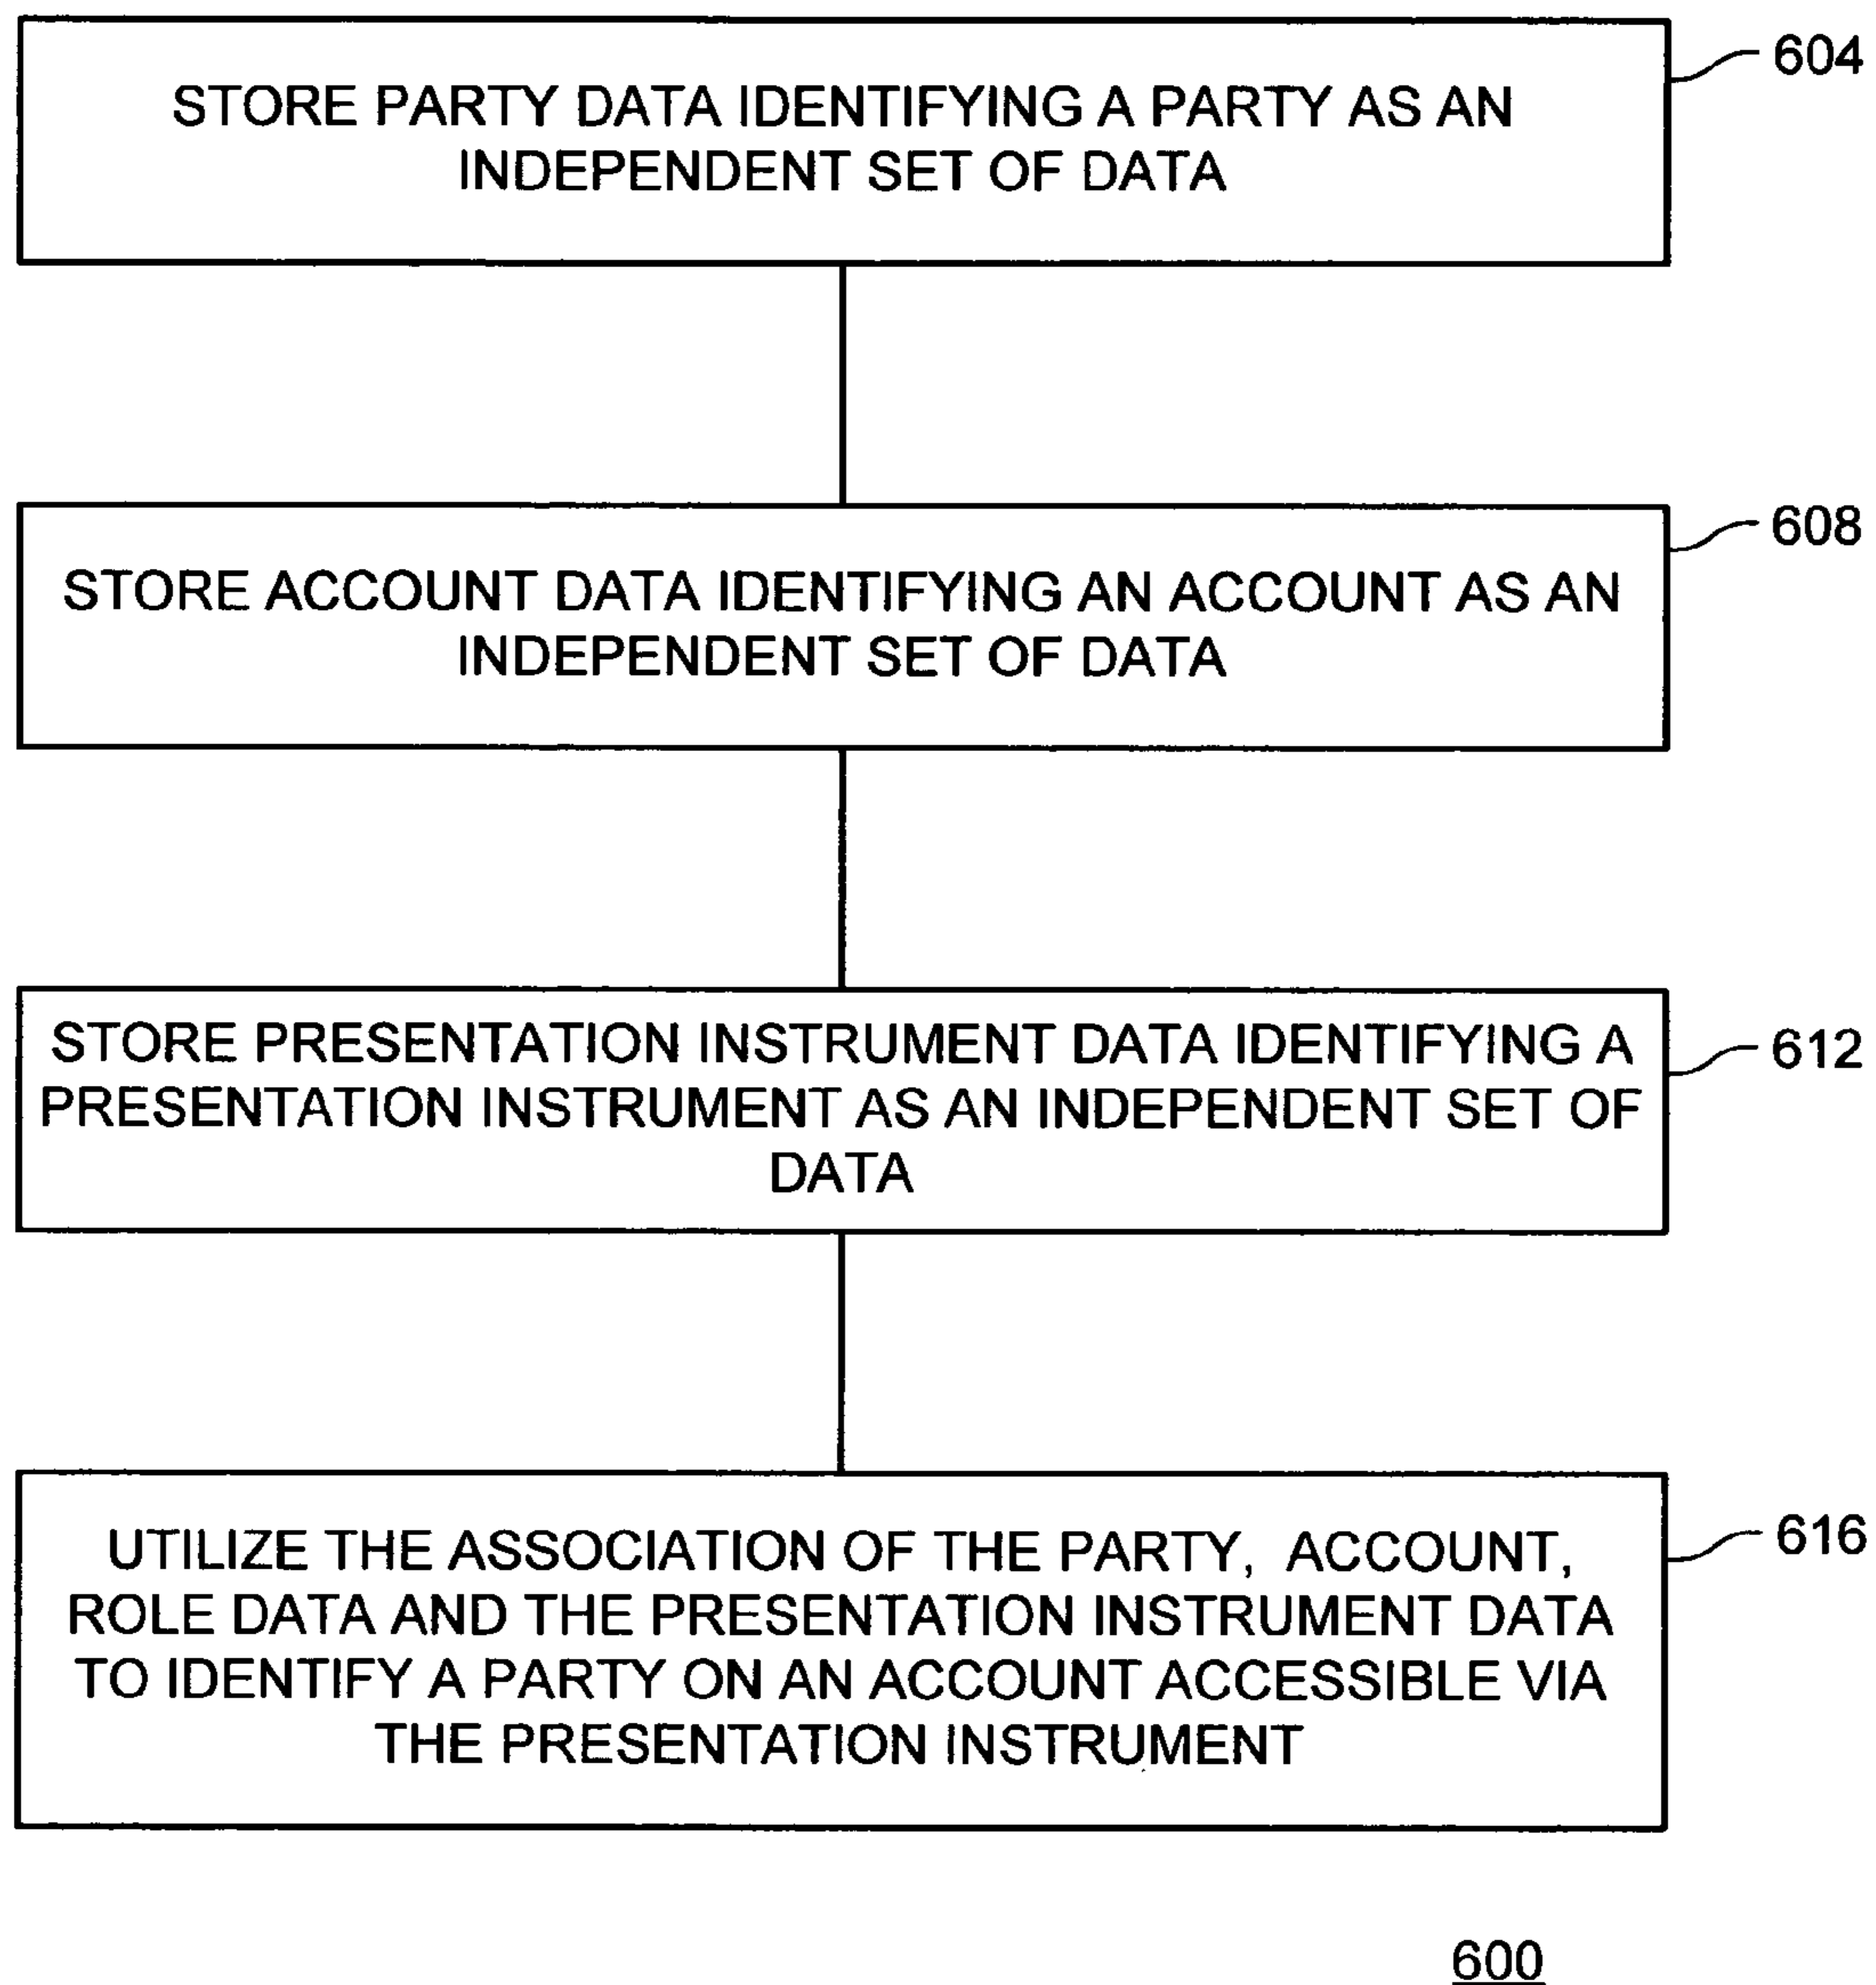 604
STORE PARTY DATA IDENTIFYING A PARTY AS AN
INDEPENDENT SET OF DATA
608
STORE ACCOUNT DATA IDENTIFYING AN ACCOUNT AS AN
INDEPENDENT SET OF DATA
612
STORE PRESENTATION INSTRUMENT DATA IDENTIFYING A
PRESENTATION INSTRUMENT AS AN INDEPENDENT SET OF
DATA
616
UTILIZE THE ASSOCIATION OF THE PARTY, ACCOUNT,
ROLE DATA AND THE PRESENTATION INSTRUMENT DATA
TO IDENTIFY A PARTY ON AN ACCOUNT ACCESSIBLE VIA
THE PRESENTATION INSTRUMENT
600